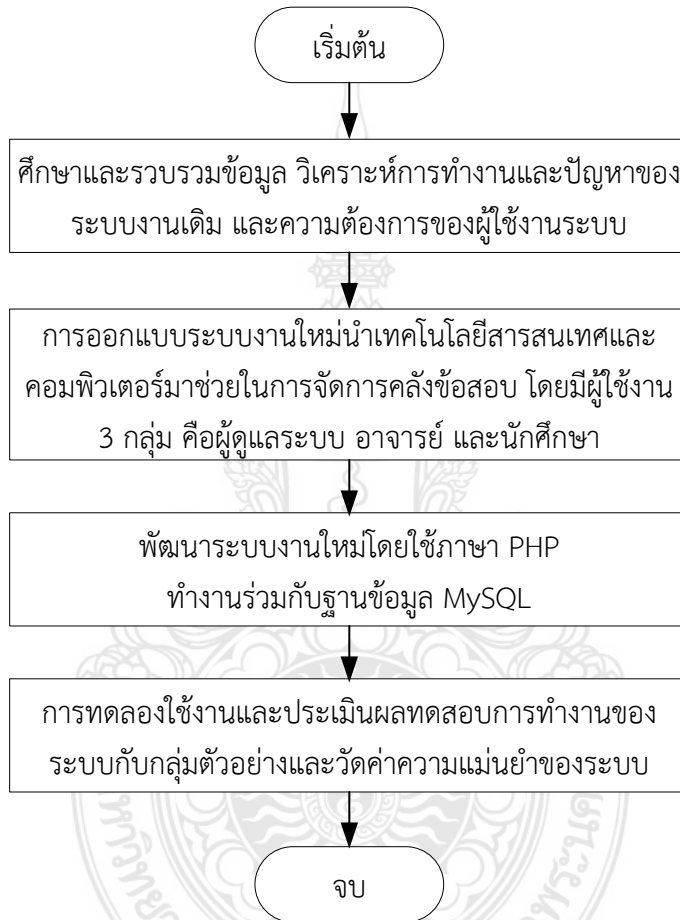 เริ่มต้น
ศึกษาและรวบรวมข้อมูล วิเคราะห์การทำงานและปัญหาของ
ระบบงานเดิม และความต้องการของผู้ใช้งานระบบ
การออกแบบระบบงานใหม่นำเทคโนโลยีสารสนเทศและ
คอมพิวเตอร์มาช่วยในการจัดการคลังข้อสอบ โดยมีผู้ใช้งาน
3 กลุ่ม คือผู้ดูแลระบบ อาจารย์ และนักศึกษา
พัฒนาระบบงานใหม่โดยใช้ภาษา PHP
ทำงานร่วมกับฐานข้อมูล MySQL
การทดลองใช้งานและประเมินผลทดสอบการทำงานของ
ระบบกับกลุ่มตัวอย่างและวัดค่าความแม่นยำของระบบ
จบ